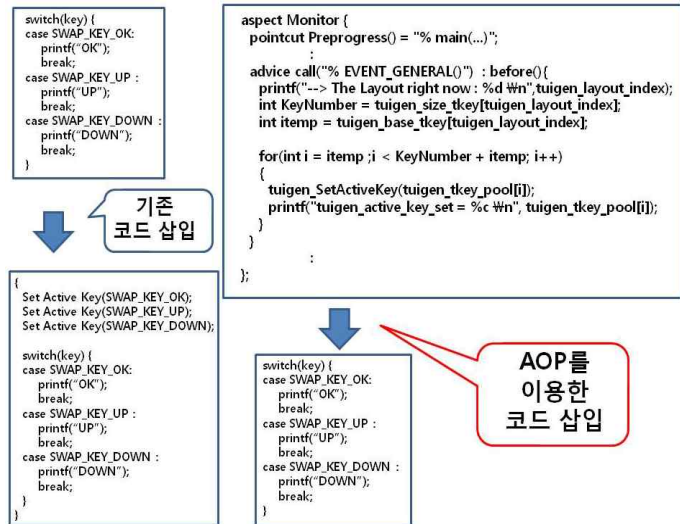 switch(key) {
case SWAP_KEY_OK:
printf("OK");
break;
case SWAP_KEY_UP :
printf("UP");
break;
case SWAP_KEY_DOWN :
printf("DOWN");
break;
}
기존
코드 삽입
{
Set Active Key(SWAP_KEY_OK);
Set Active Key(SWAP_KEY_UP);
Set Active Key(SWAP_KEY_DOWN);
switch(key) {
case SWAP_KEY_OK:
printf("OK");
break;
case SWAP_KEY_UP :
printf("UP");
break;
case SWAP_KEY_DOWN :
printf("DOWN");
break;
}
}
aspect Monitor {
pointcut Preprogress() = "% main(...)";
:
advice call("% EVENT_GENERAL()") : before(){
printf("--> The Layout right now : %d ₩n",tuigen_layout_index);
int KeyNumber = tuigen_size_tkey[tuigen_layout_index];
int itemp = tuigen_base_tkey[tuigen_layout_index];
for(int i = itemp ;i < KeyNumber + itemp; i++)
{
tuigen_SetActiveKey(tuigen_tkey_pool[i]);
printf("tuigen_active_key_set = %c ₩n", tuigen_tkey_pool[i]);
}
}
:
};
switch(key) {
case SWAP_KEY_OK:
printf("OK");
break;
case SWAP_KEY_UP :
printf("UP");
break;
case SWAP_KEY_DOWN :
printf("DOWN");
break;
}
AOP를
이용한
코드 삽입